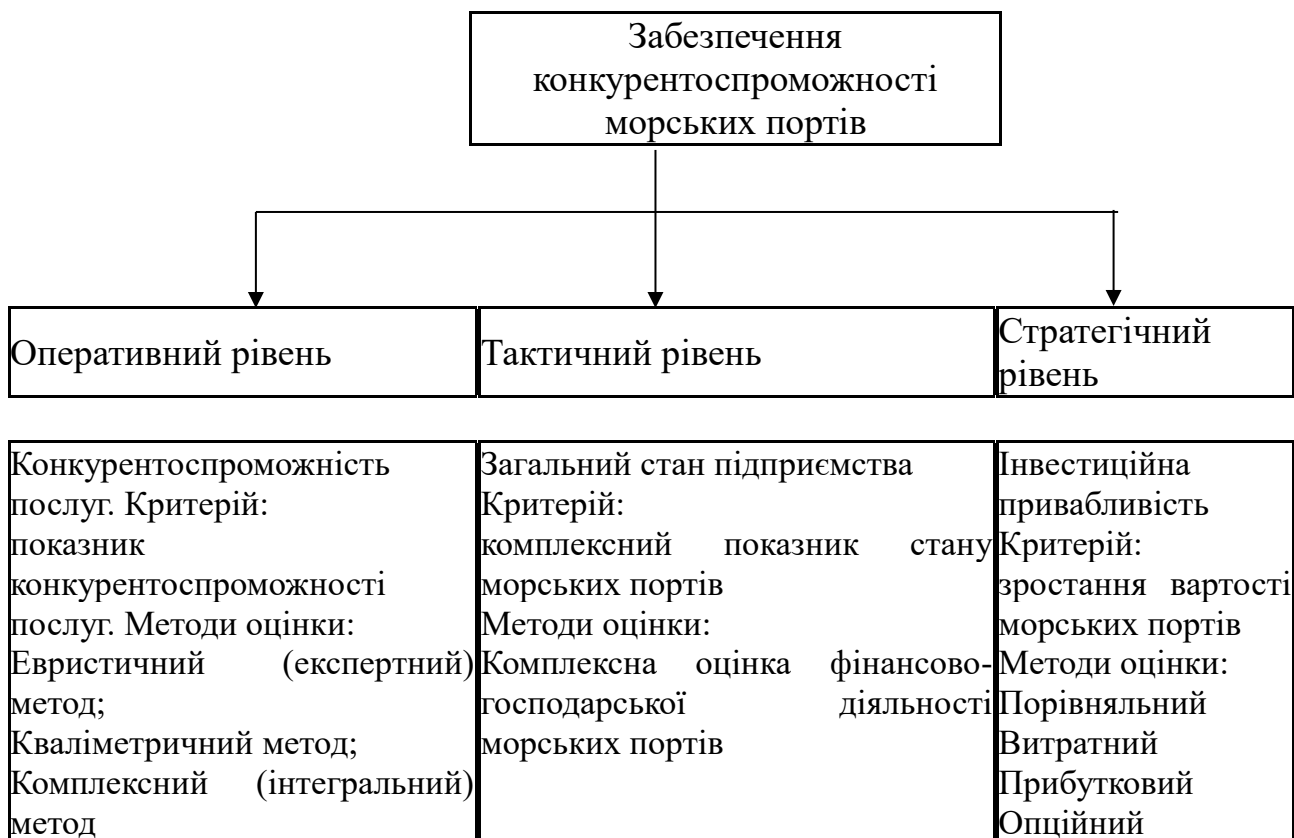 Забезпечення
конкурентоспроможності
морських портів
Оперативний рівень
Тактичний рівень
Стратегічний
рівень
Конкурентоспроможність
послуг. Критерій:
показник
конкурентоспроможності
послуг. Методи оцінки:
Евристичний (експертний)
метод;
Кваліметричний метод;
Комплексний (інтегральний)
метод
Загальний стан підприємства
Критерій:
комплексний показник стану
морських портів
Методи оцінки:
Комплексна оцінка фінансово-
господарської діяльності
морських портів
Інвестиційна
привабливість
Критерій:
зростання вартості
морських портів
Методи оцінки:
Порівняльний
Витратний
Прибутковий
Опційний